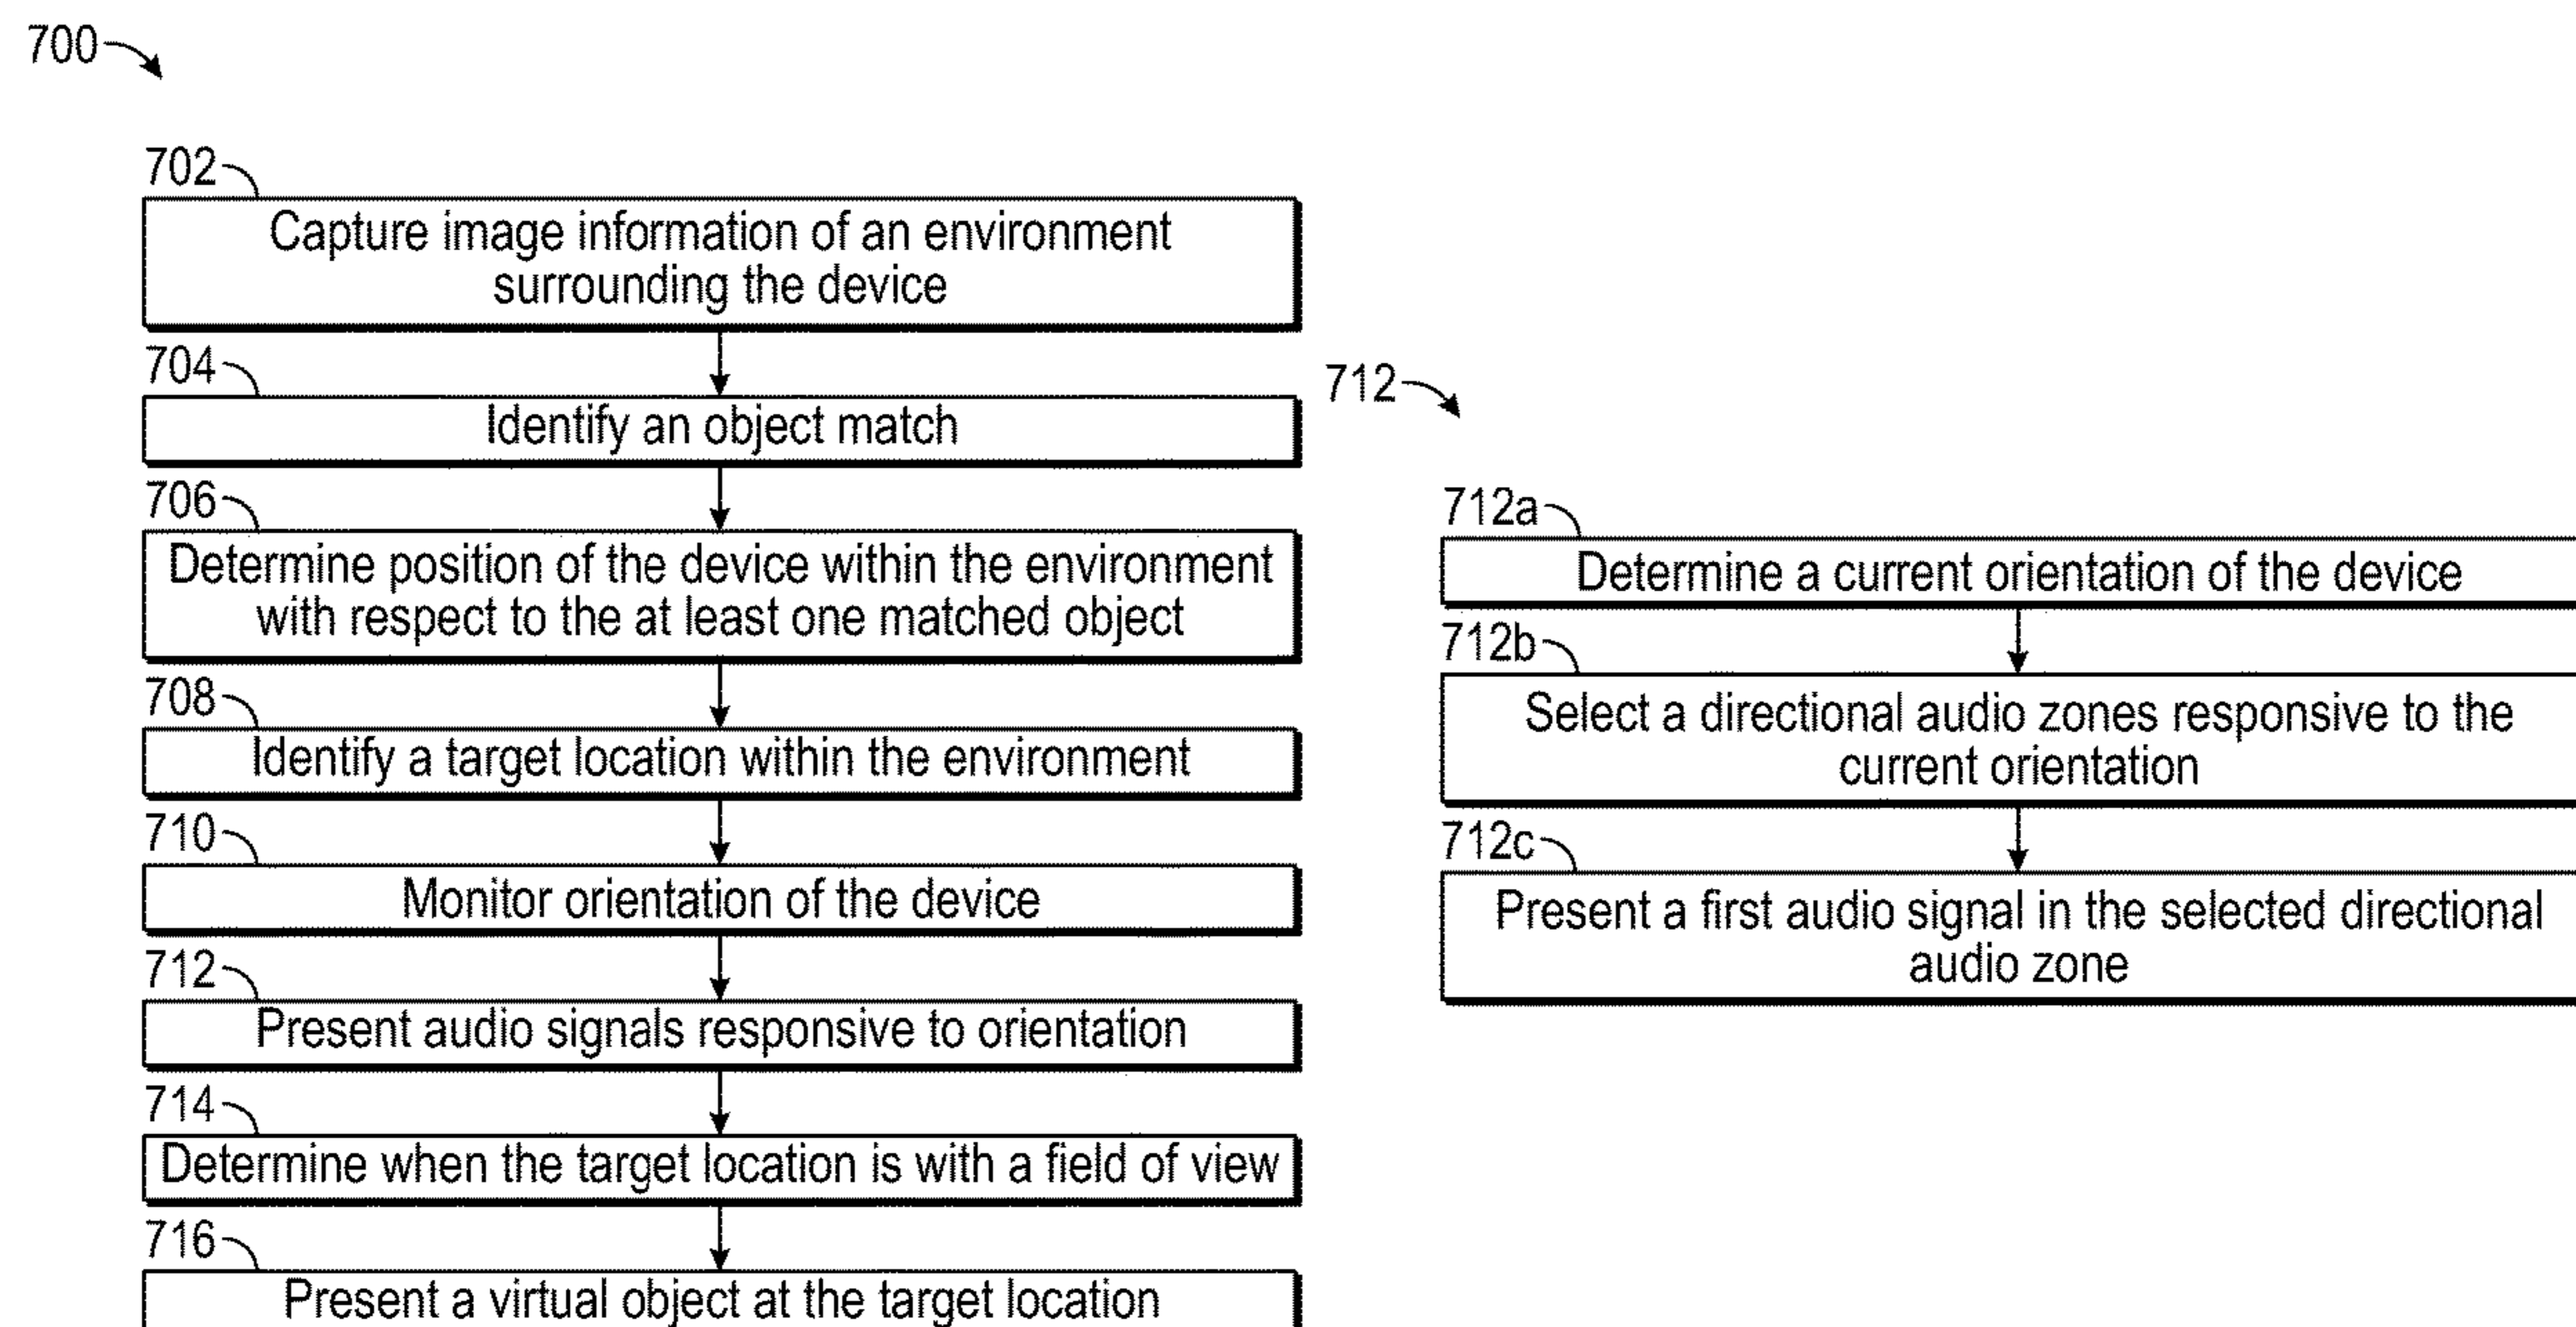 700
702
Capture image information of an environment
surrounding the device
704
Identify an object match
706
Determine position of the device within the environment
with respect to the at least one matched object
708
Identify a target location within the environment
710
Monitor orientation of the device
712
Present audio signals responsive to orientation
714
Determine when the target location is with a field of view
716
Present a virtual object at the target location
712
712a
Determine a current orientation of the device
712b
Select a directional audio zones responsive to the
current orientation
712c
Present a first audio signal in the selected directional
audio zone